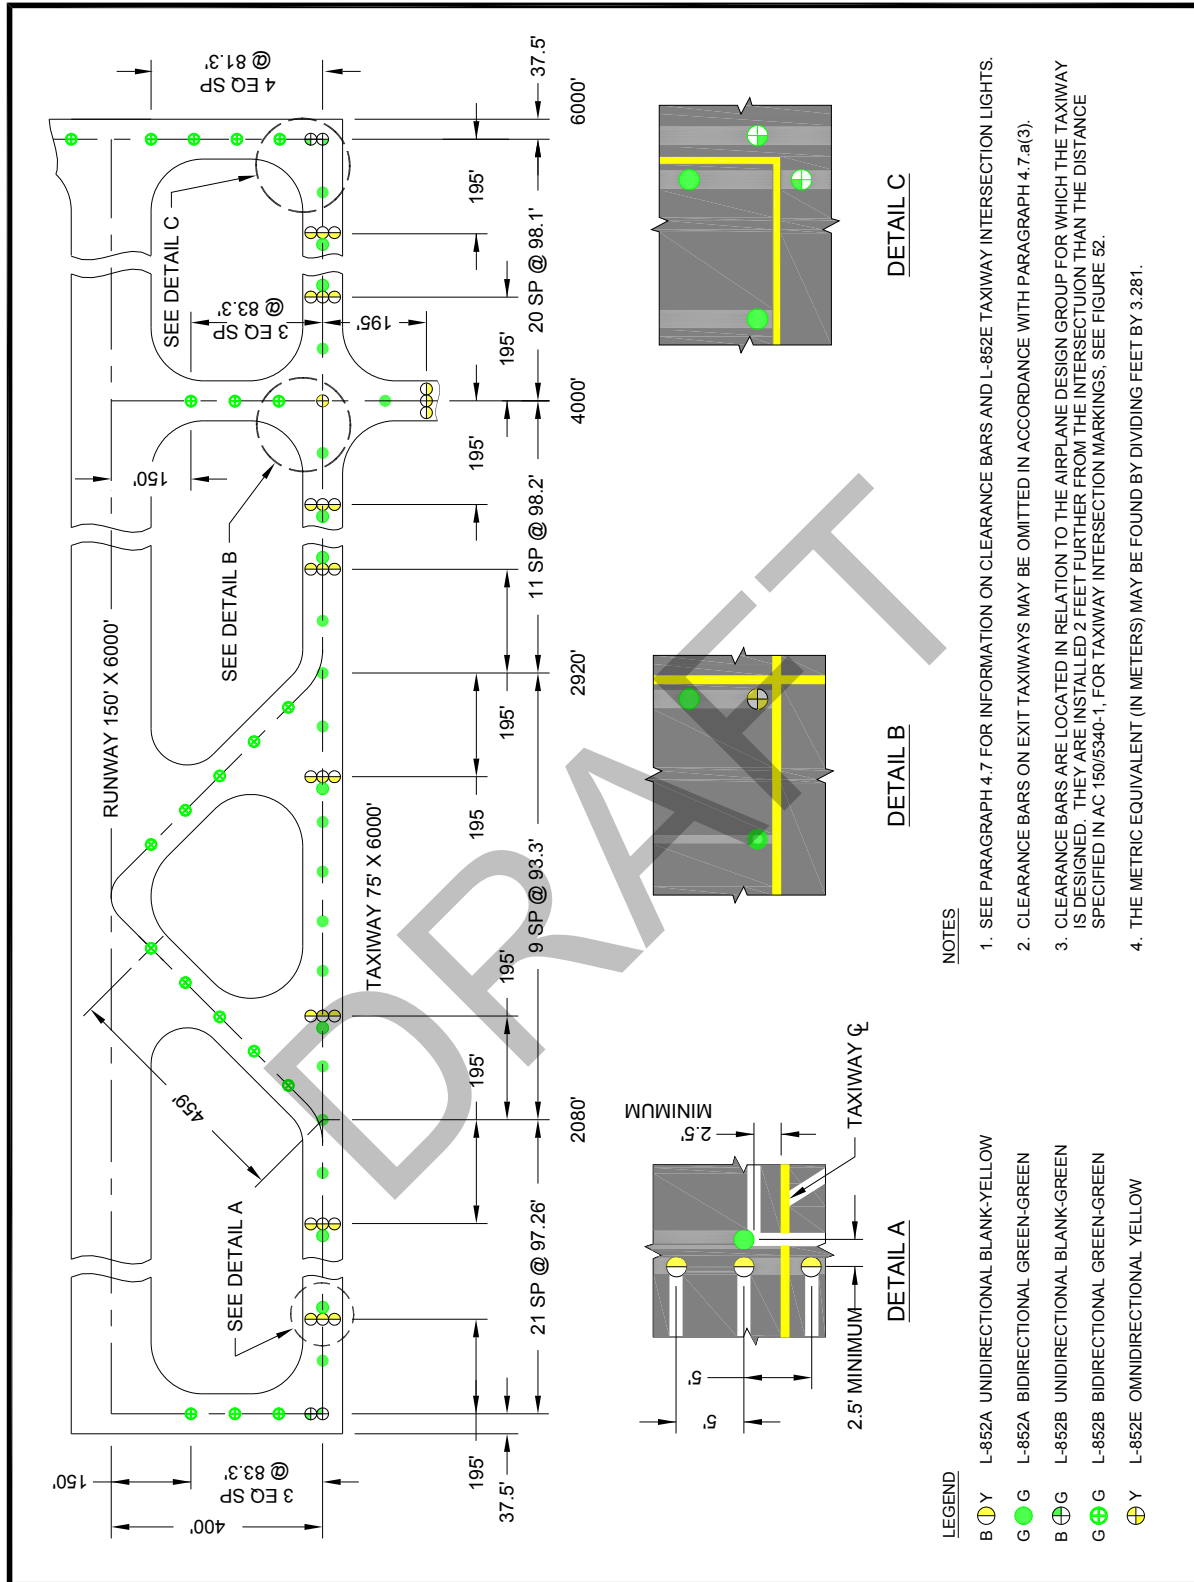 RUNWAY 150' X 6000'
TAXIWAY 75' X 6000'
SEE DETAIL A
SEE DETAIL B
SEE DETAIL C
400'
150'
3 EQ SP
@ 83.3'
459'
150'
3 EQ SP
@ 83.3'
195'
4 EQ SP
@ 81.3'
37.5'
195'
195'
195'
195
195'
195'
195'
195'
37.5'
21 SP @ 97.26'
2080'
9 SP @ 93.3'
2920'
11 SP @ 98.2'
4000'
20 SP @ 98.1'
6000'
5'
5'
2.5' MINIMUM
2.5'
MINIMUM
TAXIWAY ℄
DETAIL A
DETAIL B
DETAIL C
DRAFT
LEGEND
B Y L-852A UNIDIRECTIONAL BLANK-YELLOW
G G L-852A BIDIRECTIONAL GREEN-GREEN
B G L-852B UNIDIRECTIONAL BLANK-GREEN
G G L-852B BIDIRECTIONAL GREEN-GREEN
Y L-852E OMNIDIRECTIONAL YELLOW
NOTES
1. SEE PARAGRAPH 4.7 FOR INFORMATION ON CLEARANCE BARS AND L-852E TAXIWAY INTERSECTION LIGHTS.
2. CLEARANCE BARS ON EXIT TAXIWAYS MAY BE OMITTED IN ACCORDANCE WITH PARAGRAPH 4.7.a(3).
3. CLEARANCE BARS ARE LOCATED IN RELATION TO THE AIRPLANE DESIGN GROUP FOR WHICH THE TAXIWAY
IS DESIGNED. THEY ARE INSTALLED 2 FEET FURTHER FROM THE INTERSECTUION THAN THE DISTANCE
SPECIFIED IN AC 150/5340-1, FOR TAXIWAY INTERSECTION MARKINGS, SEE FIGURE 52.
4. THE METRIC EQUIVALENT (IN METERS) MAY BE FOUND BY DIVIDING FEET BY 3.281.